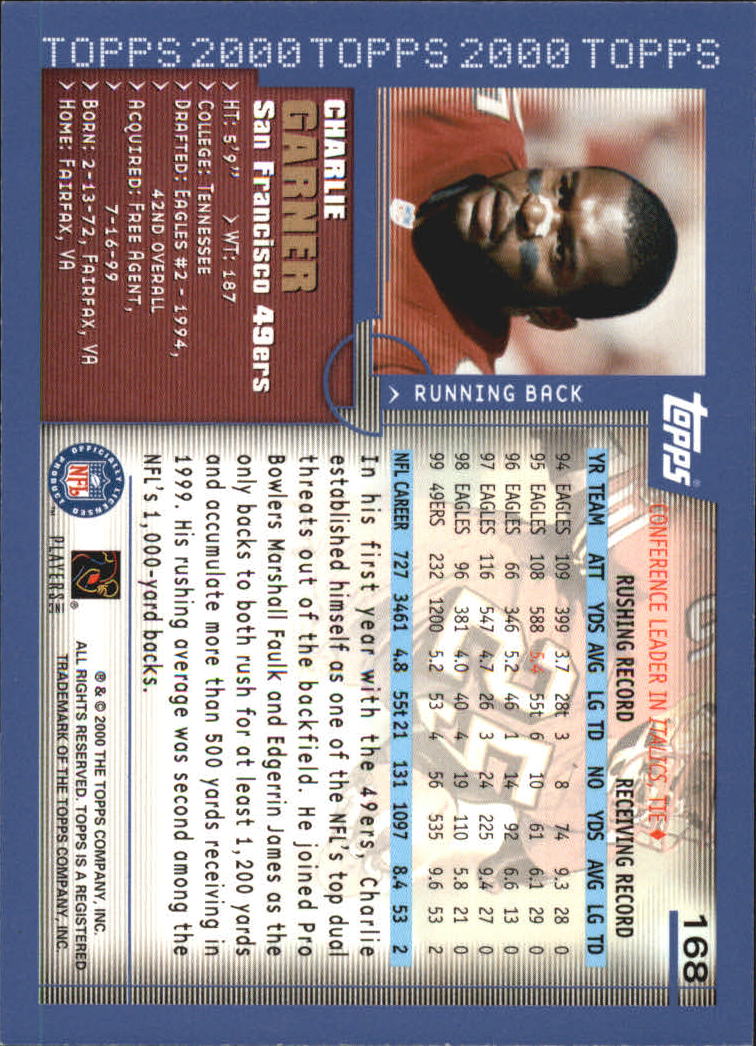 TOPPS 2000 TOPPS 2000 TOPPS
RUNNING BACK
CHARLIE
GARNER
San Francisco 49ers
> HT: 5'9" > WT: 187
> COLLEGE: TENNESSEE
> DRAFTED: EAGLES #2 - 1994,
> 42ND OVERALL
> ACQUIRED: FREE AGENT,
> 7-16-99
> BORN: 2-13-72, FAIRFAX, VA
> HOME: FAIRFAX, VA
topps®
168
CONFERENCE LEADER IN ITALICS, TIE♦
RUSHING RECORD RECEIVING RECORD
YR TEAM ATT YDS AVG LG TD NO YDS AVG LG TD
94 EAGLES 109 399 3.7 28t 3 8 74 9.3 28 0
95 EAGLES 108 588 5.4 55t 6 10 61 6.1 29 0
96 EAGLES 66 346 5.2 46 1 14 92 6.6 13 0
97 EAGLES 116 547 4.7 26 3 24 225 9.4 27 0
98 EAGLES 96 381 4.0 40 4 19 110 5.8 21 0
99 49ERS 232 1200 5.2 53 4 56 535 9.6 53 2
NFL CAREER 727 3461 4.8 55t 21 131 1097 8.4 53 2
In his first year with the 49ers, Charlie
established himself as one of the NFL's top dual
threats out of the backfield. He joined Pro
Bowlers Marshall Faulk and Edgerrin James as the
only backs to both rush for at least 1,200 yards
and accumulate more than 500 yards receiving in
1999. His rushing average was second among the
NFL's 1,000-yard backs.
OFFICIALLY LICENSED PRODUCT
NFL
PLAYERS INC
® & © 2000 THE TOPPS COMPANY, INC.
ALL RIGHTS RESERVED. TOPPS IS A REGISTERED
TRADEMARK OF THE TOPPS COMPANY, INC.